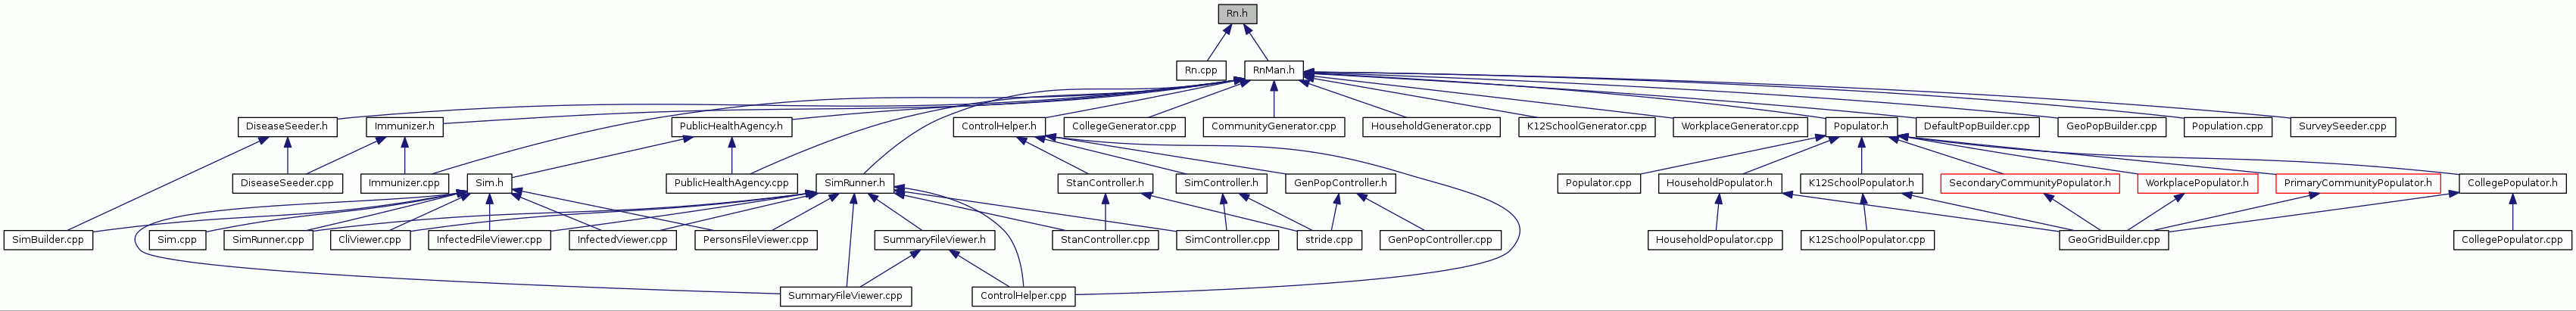 Rn.h
Rn.cpp
RnMan.h
DiseaseSeeder.h
Immunizer.h
PublicHealthAgency.h
ControlHelper.h
CollegeGenerator.cpp
CommunityGenerator.cpp
HouseholdGenerator.cpp
K12SchoolGenerator.cpp
WorkplaceGenerator.cpp
Populator.h
DefaultPopBuilder.cpp
GeoPopBuilder.cpp
Population.cpp
SurveySeeder.cpp
DiseaseSeeder.cpp
Immunizer.cpp
Sim.h
PublicHealthAgency.cpp
SimRunner.h
StanController.h
SimController.h
GenPopController.h
Populator.cpp
HouseholdPopulator.h
K12SchoolPopulator.h
SecondaryCommunityPopulator.h
WorkplacePopulator.h
PrimaryCommunityPopulator.h
CollegePopulator.h
SimBuilder.cpp
Sim.cpp
SimRunner.cpp
CliViewer.cpp
InfectedFileViewer.cpp
InfectedViewer.cpp
PersonsFileViewer.cpp
SummaryFileViewer.h
StanController.cpp
SimController.cpp
stride.cpp
GenPopController.cpp
HouseholdPopulator.cpp
K12SchoolPopulator.cpp
GeoGridBuilder.cpp
CollegePopulator.cpp
SummaryFileViewer.cpp
ControlHelper.cpp